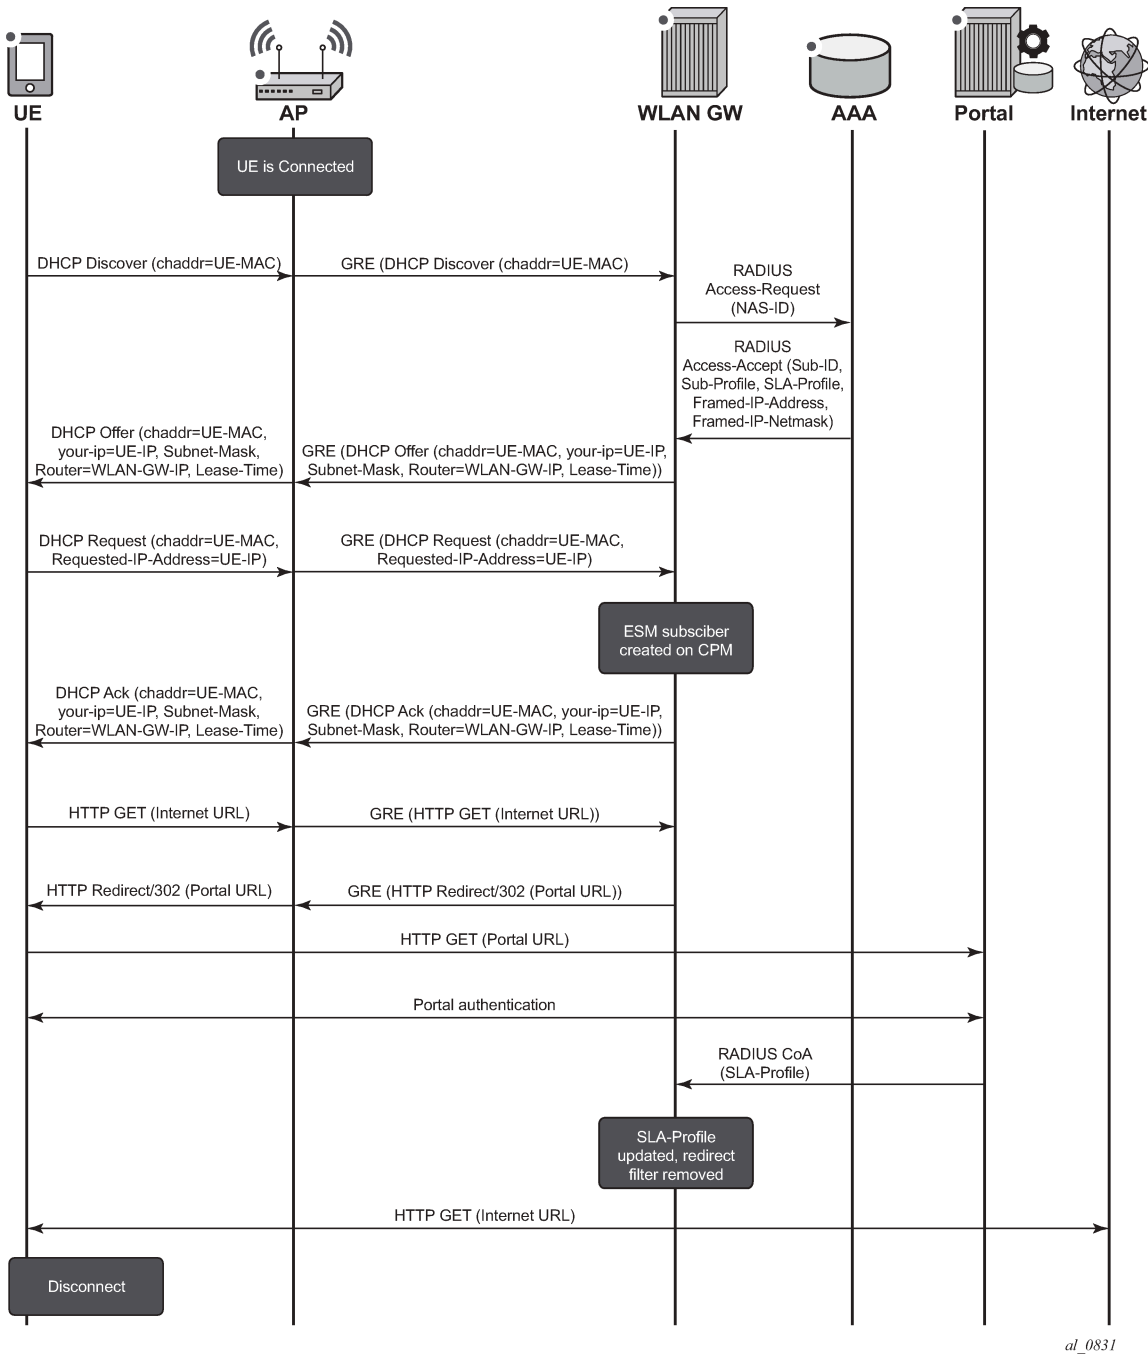 UE
AP
WLAN GW
AAA
Portal
Internet
UE is Connected
DHCP Discover (chaddr=UE-MAC)
GRE (DHCP Discover (chaddr=UE-MAC)
RADIUS
Access-Request
(NAS-ID)
RADIUS
Access-Accept (Sub-ID,
Sub-Profile, SLA-Profile,
Framed-IP-Address,
Framed-IP-Netmask)
DHCP Offer (chaddr=UE-MAC,
your-ip=UE-IP, Subnet-Mask,
Router=WLAN-GW-IP, Lease-Time)
GRE (DHCP Offer (chaddr=UE-MAC, your-ip=UE-IP,
Subnet-Mask, Router=WLAN-GW-IP, Lease-Time))
DHCP Request (chaddr=UE-MAC,
Requested-IP-Address=UE-IP)
GRE (DHCP Request (chaddr=UE-MAC,
Requested-IP-Address=UE-IP)
ESM subsciber
created on CPM
DHCP Ack (chaddr=UE-MAC,
your-ip=UE-IP, Subnet-Mask,
Router=WLAN-GW-IP, Lease-Time)
GRE (DHCP Ack (chaddr=UE-MAC, your-ip=UE-IP,
Subnet-Mask, Router=WLAN-GW-IP, Lease-Time))
HTTP GET (Internet URL)
GRE (HTTP GET (Internet URL))
HTTP Redirect/302 (Portal URL)
GRE (HTTP Redirect/302 (Portal URL))
HTTP GET (Portal URL)
Portal authentication
RADIUS CoA
(SLA-Profile)
SLA-Profile
updated, redirect
filter removed
HTTP GET (Internet URL)
Disconnect
al_0831